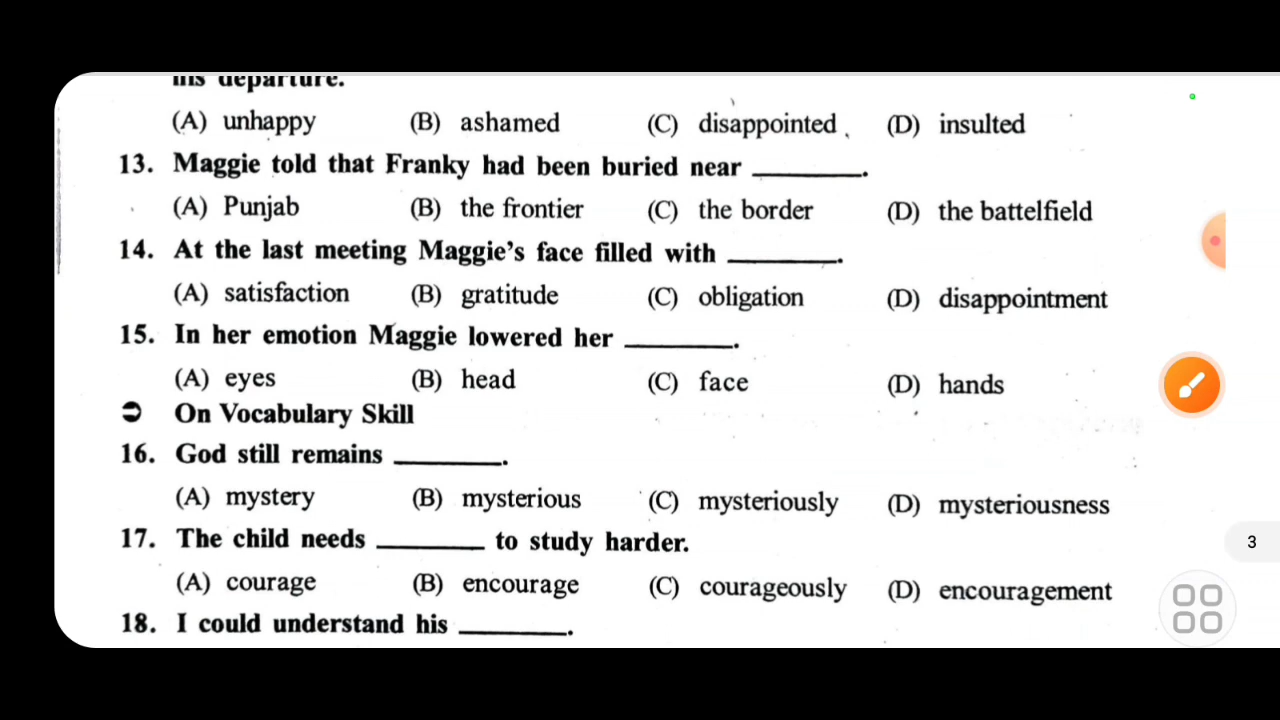 his departure.
(A) unhappy (B) ashamed (C) disappointed (D) insulted
13. Maggie told that Franky had been buried near ________.
(A) Punjab (B) the frontier (C) the border (D) the battelfield
14. At the last meeting Maggie's face filled with ________.
(A) satisfaction (B) gratitude (C) obligation (D) disappointment
15. In her emotion Maggie lowered her ________.
(A) eyes (B) head (C) face (D) hands
➲ On Vocabulary Skill
16. God still remains ________.
(A) mystery (B) mysterious (C) mysteriously (D) mysteriousness
17. The child needs ________ to study harder.
3
(A) courage (B) encourage (C) courageously (D) encouragement
18. I could understand his ________.